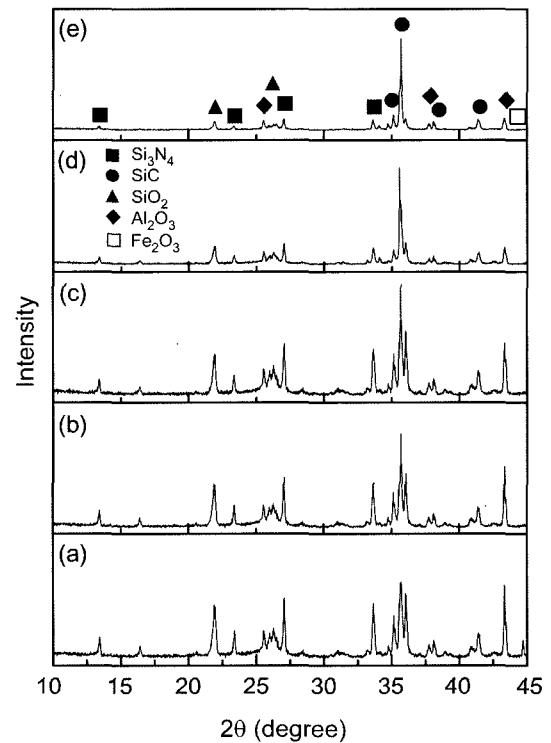 (e)
(d)
■ Si₃N₄
● SiC
▲ SiO₂
◆ Al₂O₃
□ Fe₂O₃
(c)
(b)
(a)
Intensity
10 15 20 25 30 35 40 45
2θ (degree)